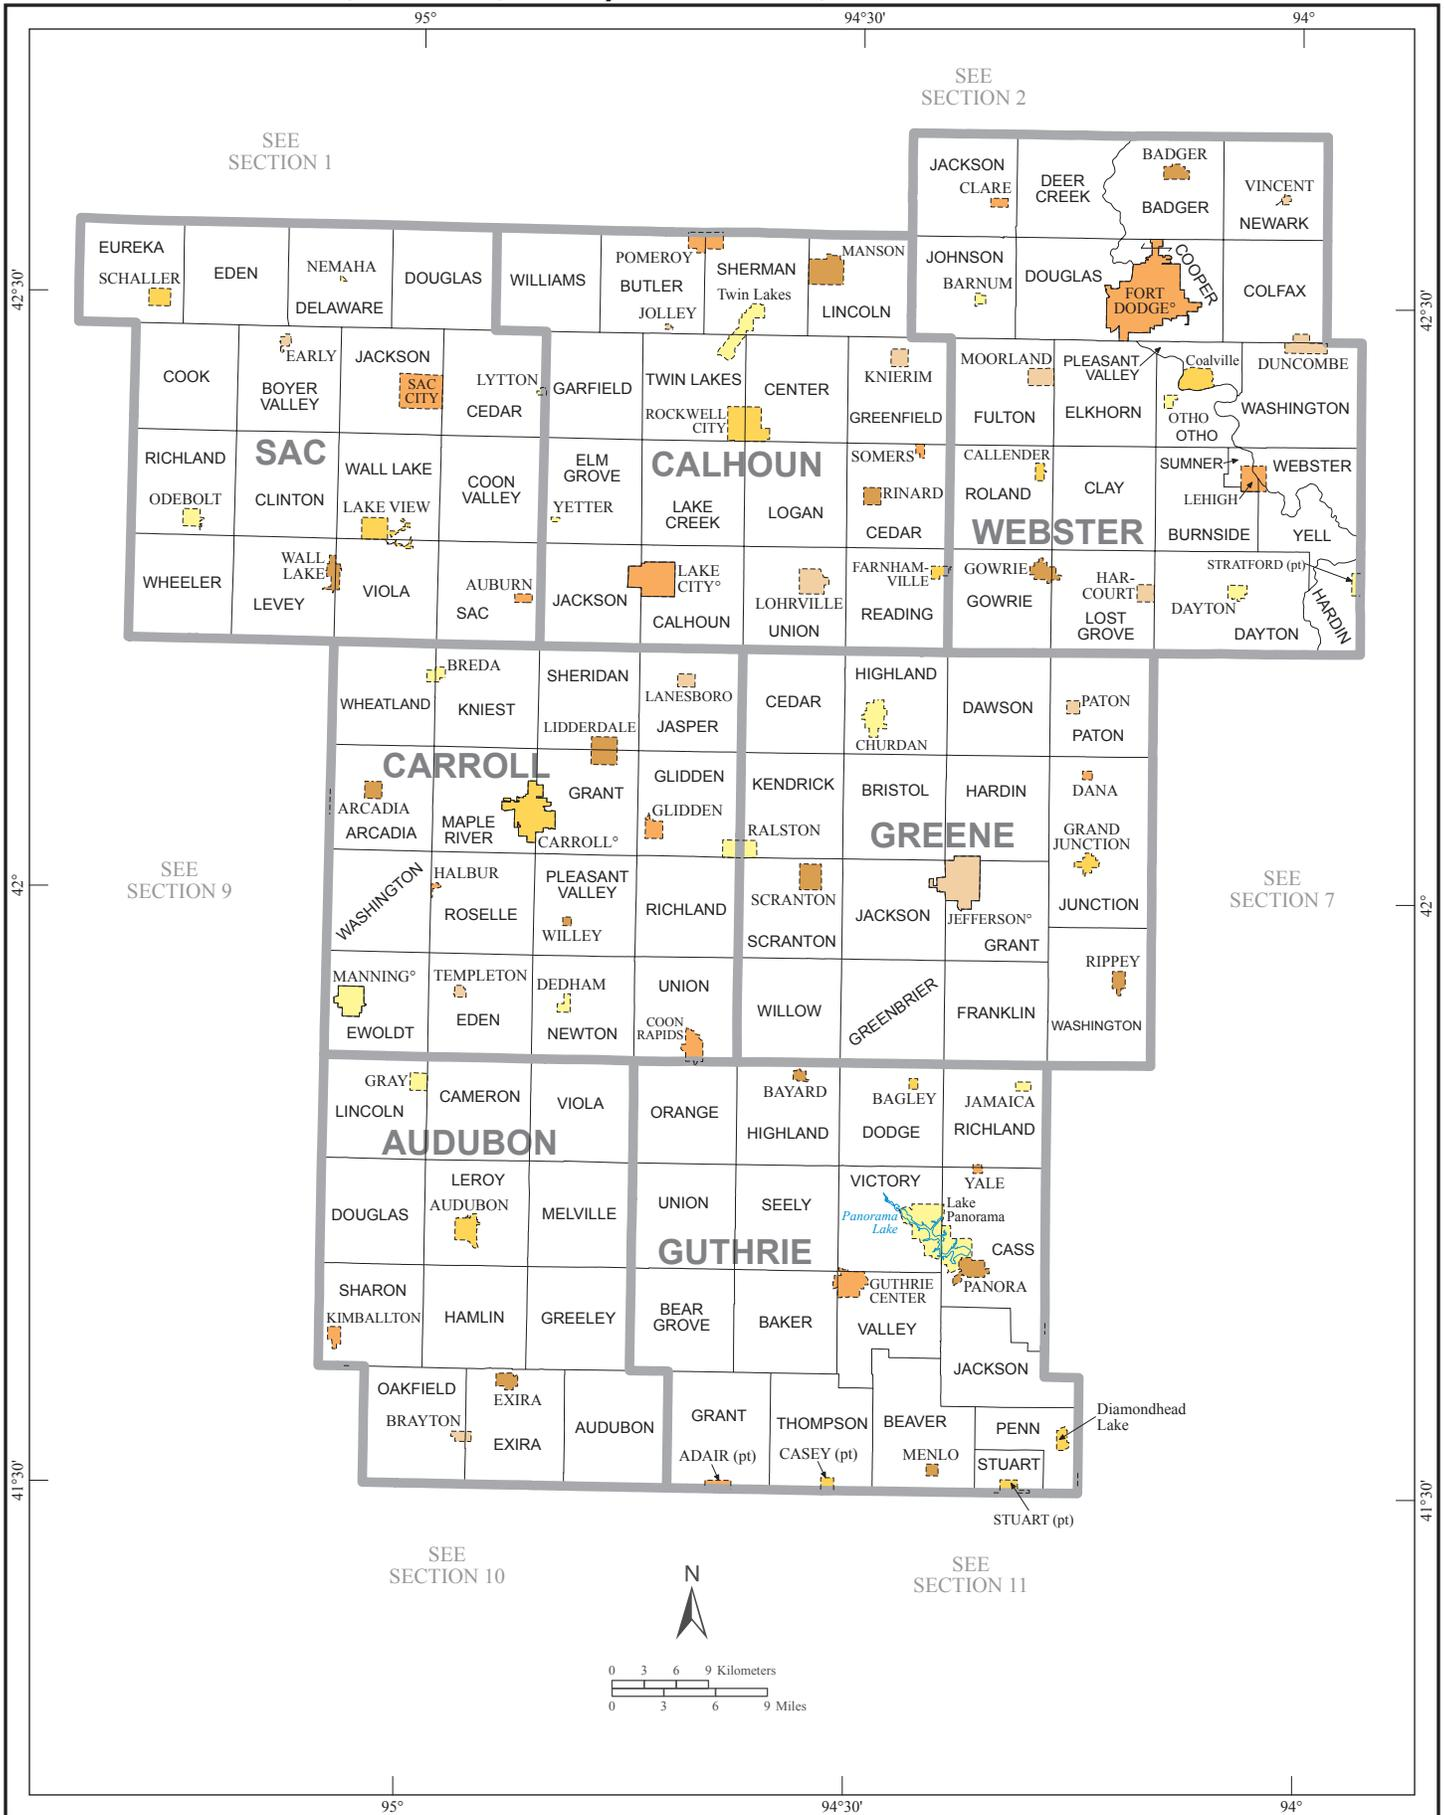 95°
94°30'
94°
SEE
SECTION 2
SEE
SECTION 1
JACKSON
CLARE
DEER
CREEK
BADGER
BADGER
VINCENT
NEWARK
EUREKA
SCHALLER
EDEN
NEMAHA
DELAWARE
DOUGLAS
WILLIAMS
POMEROY
BUTLER
JOLLEY
SHERMAN
Twin Lakes
MANSON
LINCOLN
JOHNSON
BARNUM
DOUGLAS
COOPER
FORT
DODGE°
COLFAX
42°30'
42°30'
COOK
EARLY
BOYER
VALLEY
JACKSON
SAC
CITY
LYTTON
CEDAR
GARFIELD
TWIN LAKES
ROCKWELL
CITY
CENTER
KNIERIM
GREENFIELD
MOORLAND
FULTON
PLEASANT
VALLEY
ELKHORN
Coalville
OTHO
OTHO
DUNCOMBE
WASHINGTON
RICHLAND
ODEBOLT
SAC
CLINTON
WALL LAKE
LAKE VIEW
COON
VALLEY
ELM
GROVE
YETTER
CALHOUN
LAKE
CREEK
LOGAN
SOMERS
RINARD
CEDAR
CALLENDER
ROLAND
CLAY
WEBSTER
SUMNER
LEHIGH
BURNSIDE
WEBSTER
YELL
WHEELER
WALL
LAKE
LEVEY
VIOLA
AUBURN
SAC
JACKSON
LAKE
CITY°
CALHOUN
LOHRVILLE
UNION
FARNHAM-
VILLE
READING
GOWRIE
GOWRIE
HAR-
COURT
LOST
GROVE
STRATFORD (pt)
DAYTON
DAYTON
HARDIN
WHEATLAND
BREDA
KNIEST
SHERIDAN
LIDDERDALE
LANESBORO
JASPER
CEDAR
HIGHLAND
CHURDAN
DAWSON
PATON
PATON
CARROLL
ARCADIA
ARCADIA
MAPLE
RIVER
GRANT
CARROLL°
GLIDDEN
GLIDDEN
KENDRICK
RALSTON
BRISTOL
HARDIN
DANA
GREENE
GRAND
JUNCTION
SEE
SECTION 9
SEE
SECTION 7
42°
42°
WASHINGTON
HALBUR
ROSELLE
PLEASANT
VALLEY
WILLEY
RICHLAND
SCRANTON
SCRANTON
JACKSON
JEFFERSON°
GRANT
JUNCTION
MANNING°
EWOLDT
TEMPLETON
EDEN
DEDHAM
NEWTON
UNION
COON
RAPIDS
WILLOW
GREENBRIER
FRANKLIN
RIPPEY
WASHINGTON
GRAY
LINCOLN
CAMERON
VIOLA
AUDUBON
ORANGE
BAYARD
HIGHLAND
BAGLEY
DODGE
JAMAICA
RICHLAND
DOUGLAS
LEROY
AUDUBON
MELVILLE
UNION
SEELY
VICTORY
Panorama
Lake
YALE
Lake
Panorama
CASS
PANORA
GUTHRIE
SHARON
KIMBALLTON
HAMLIN
GREELEY
BEAR
GROVE
BAKER
GUTHRIE
CENTER
VALLEY
JACKSON
OAKFIELD
BRAYTON
EXIRA
EXIRA
AUDUBON
GRANT
ADAIR (pt)
THOMPSON
CASEY (pt)
BEAVER
MENLO
PENN
STUART
Diamondhead
Lake
STUART (pt)
41°30'
41°30'
SEE
SECTION 10
SEE
SECTION 11
N
0 3 6 9 Kilometers
0 3 6 9 Miles
95°
94°30'
94°